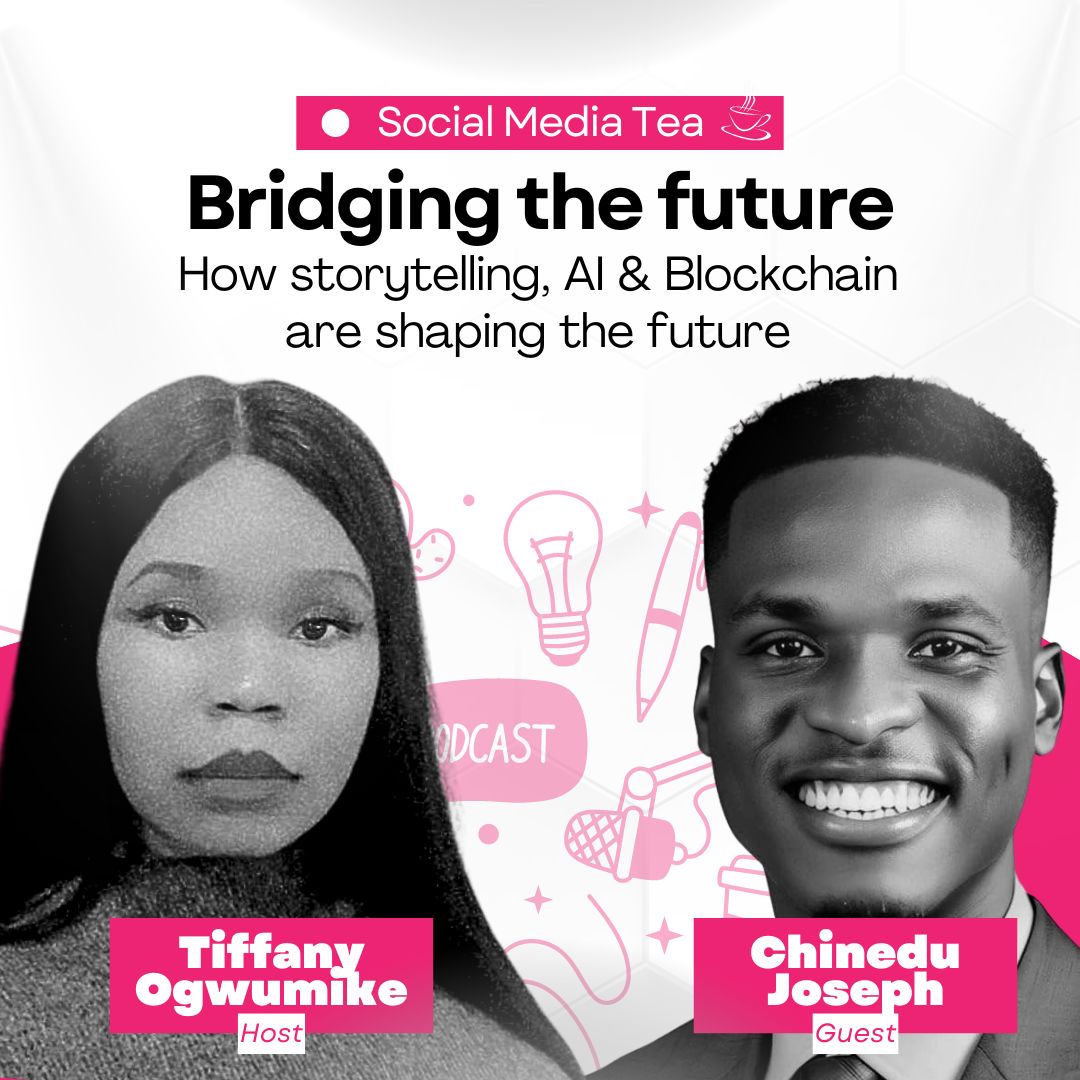 Social Media Tea
Bridging the future
How storytelling, AI & Blockchain
are shaping the future
ODCAST
Tiffany
Ogwumike
Host
Chinedu
Joseph
Guest